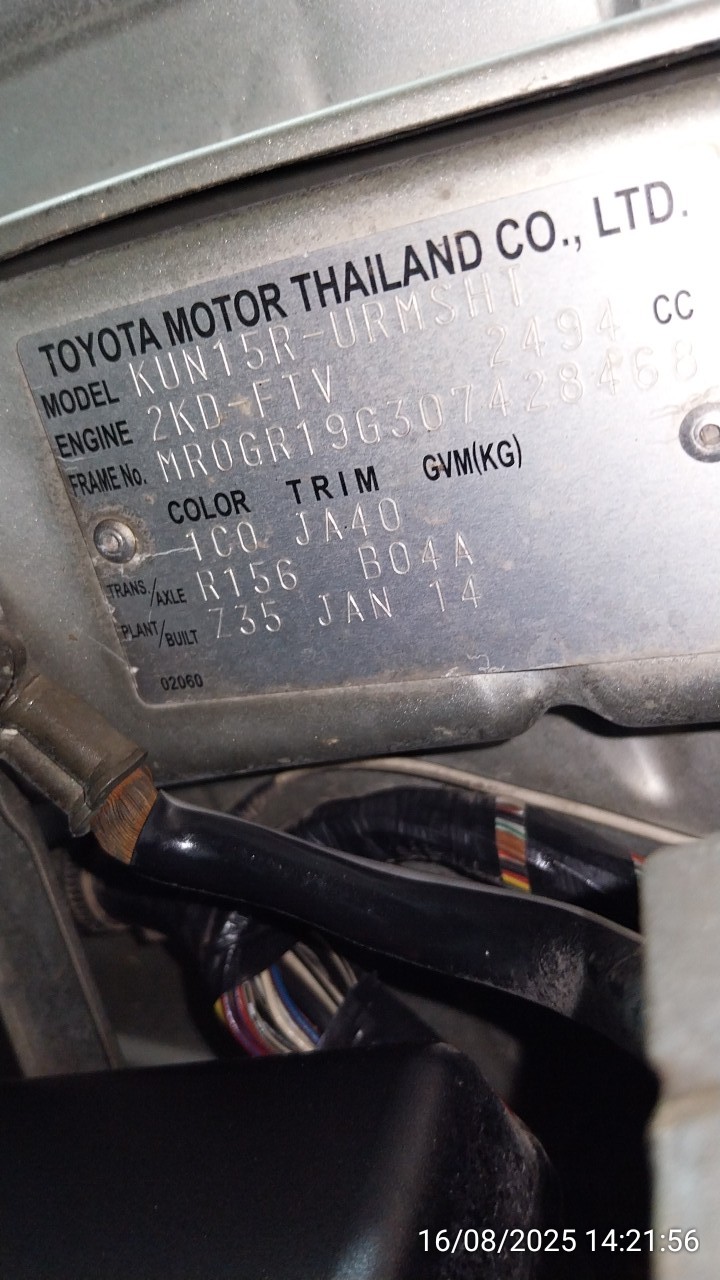 TOYOTA MOTOR THAILAND CO., LTD.
MODEL KUN15R-URMSHT
ENGINE 2KD-FTV 2494 CC
FRAME No. MR0GR19G307428468
COLOR TRIM GVM(KG)
1C0 JA40
TRANS./AXLE R156 B04A
PLANT/BUILT Z35 JAN 14
02060
16/08/2025 14:21:56